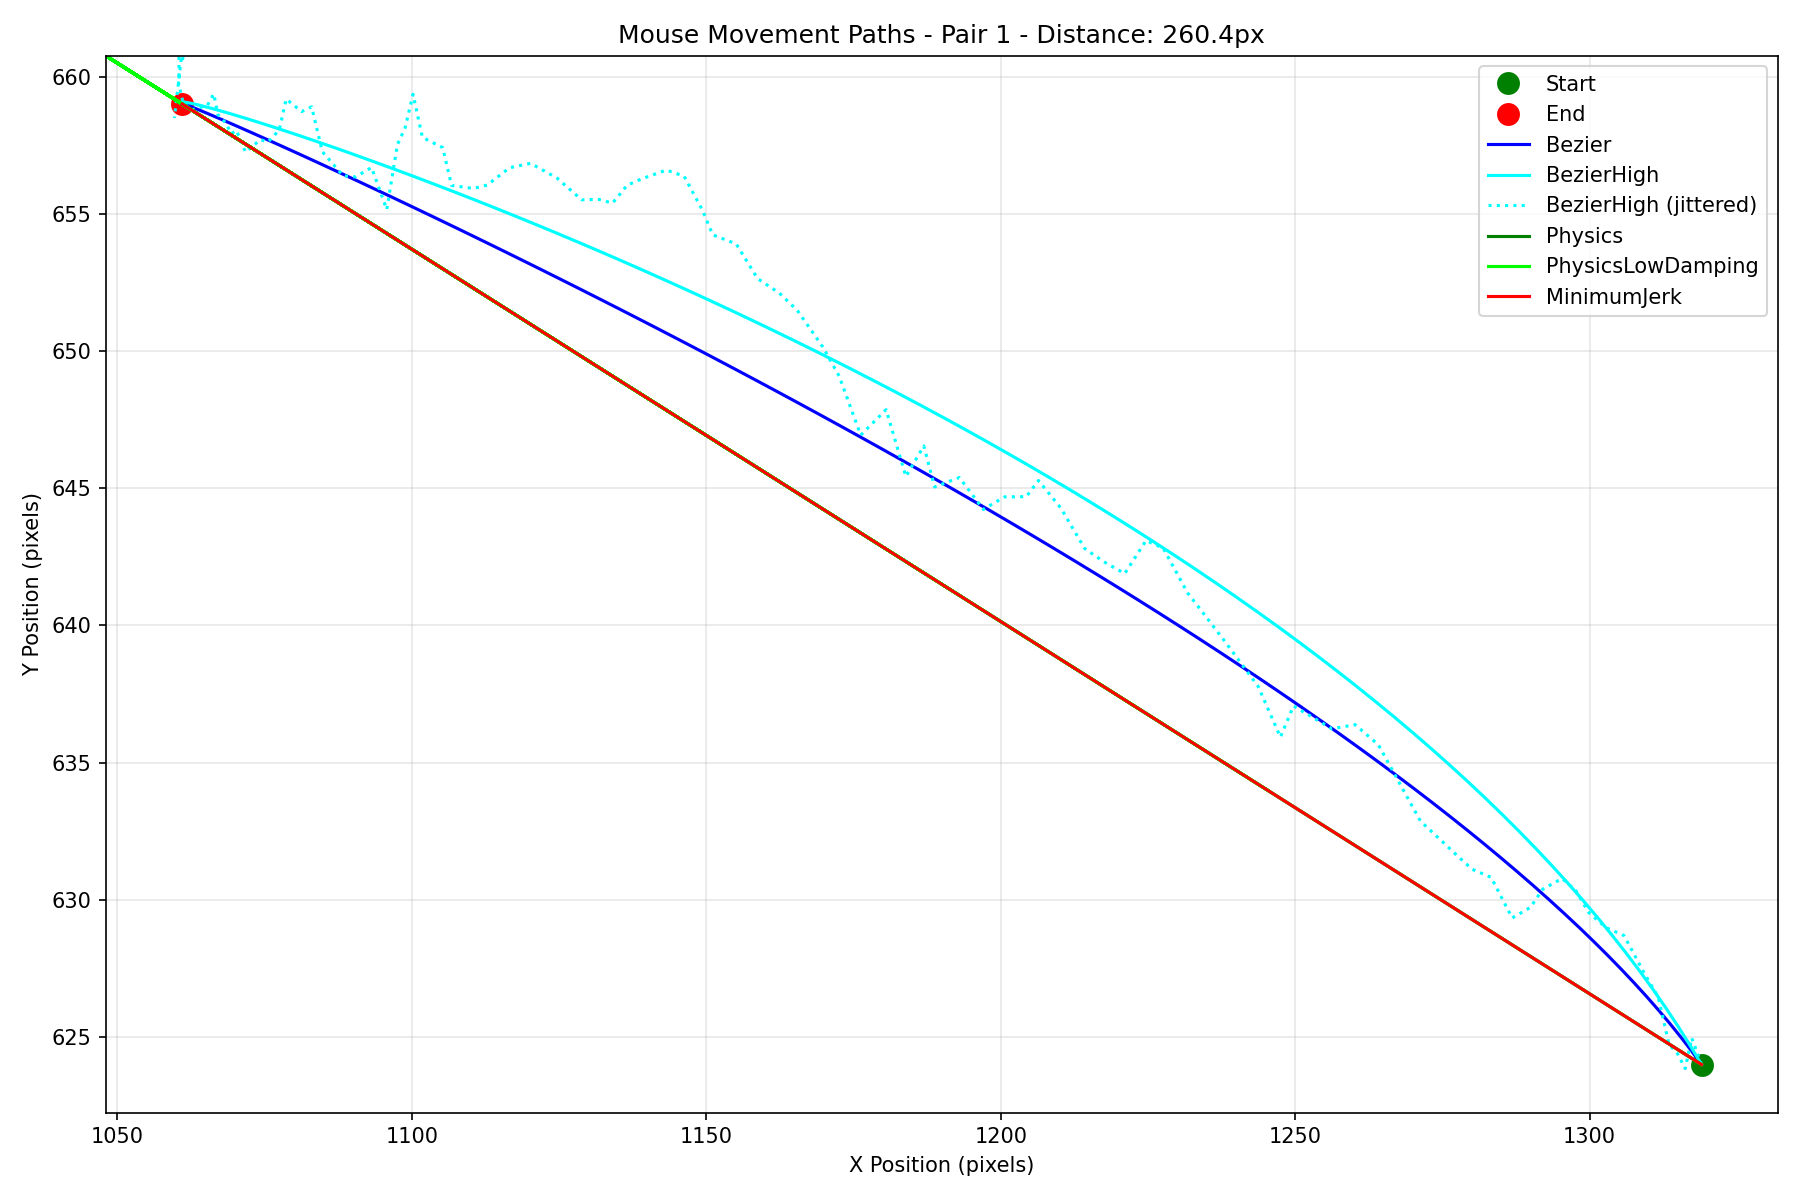 Mouse Movement Paths - Pair 1 - Distance: 260.4px
Start
End
Bezier
BezierHigh
BezierHigh (jittered)
Physics
PhysicsLowDamping
MinimumJerk
Y Position (pixels)
660
655
650
645
640
635
630
625
1050 1100 1150 1200 1250 1300
X Position (pixels)